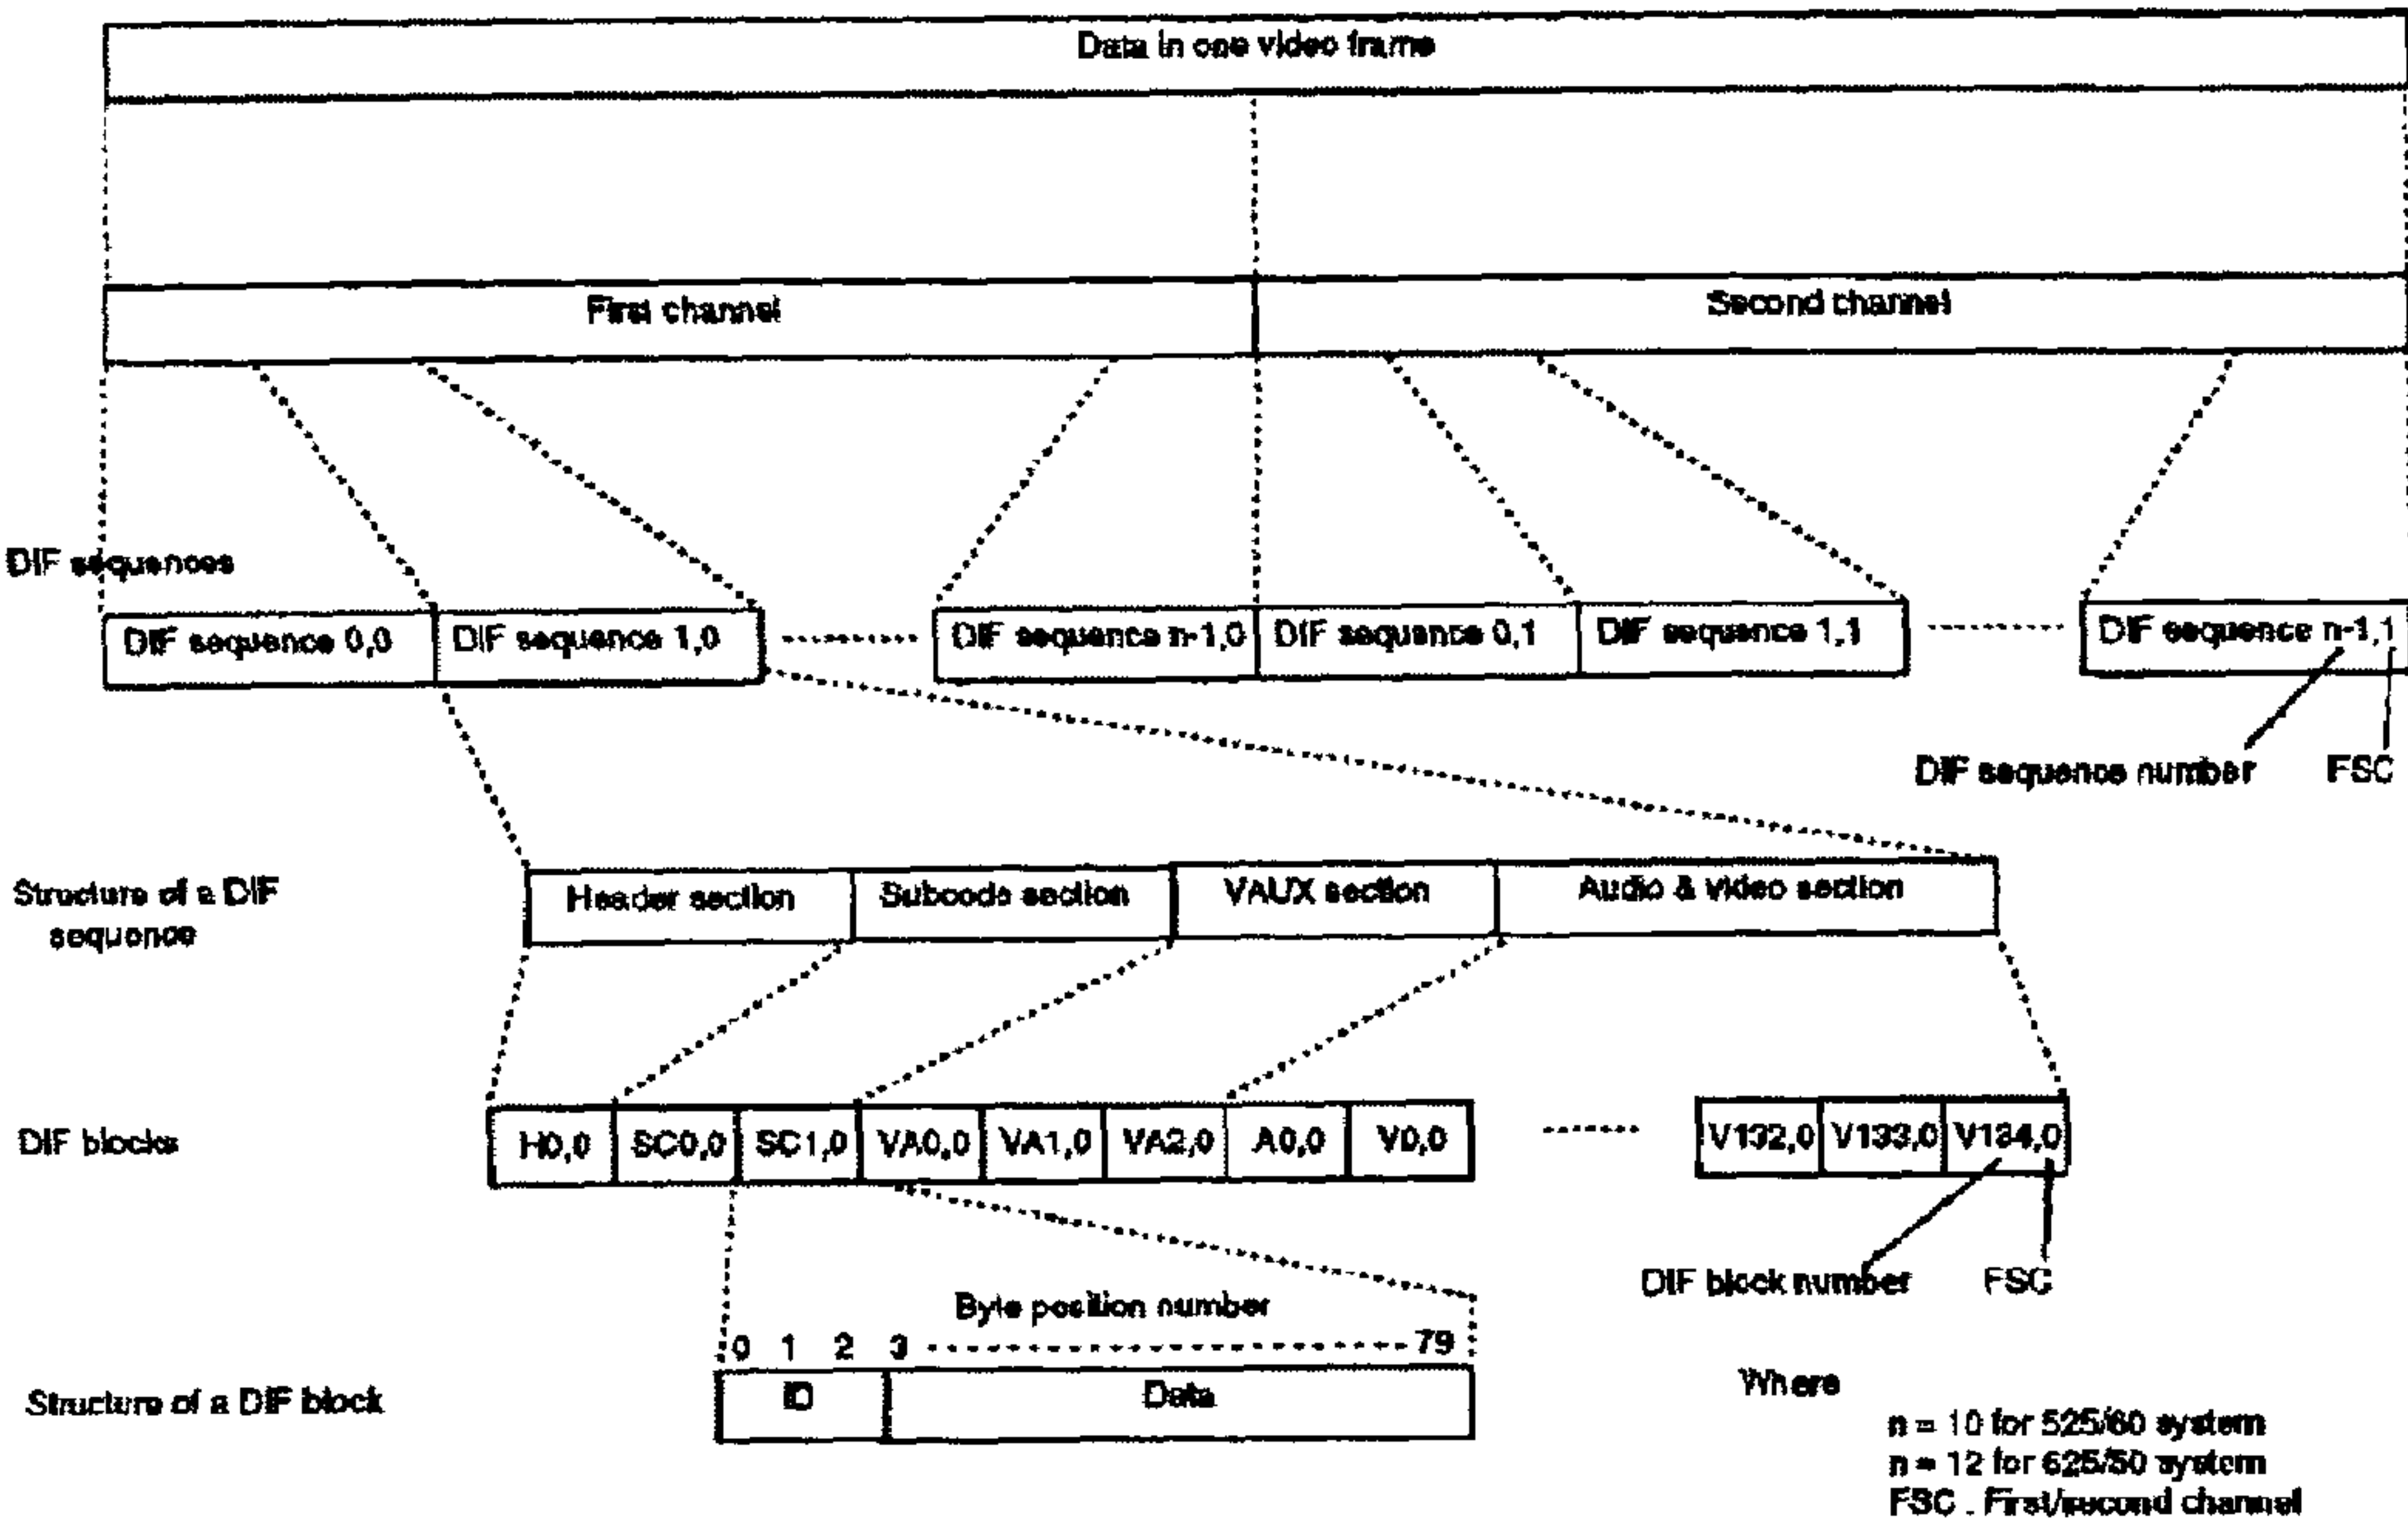 Data in one video frame
First channel
Second channel
DIF sequences
DIF sequence 0,0
DIF sequence 1,0
DIF sequence n-1,0
DIF sequence 0,1
DIF sequence 1,1
DIF sequence n-1,1
DIF sequence number
FSC
Structure of a DIF
sequence
Header section
Subcode section
VAUX section
Audio & video section
DIF blocks
H0,0
SC0,0
SC1,0
VA0,0
VA1,0
VA2,0
A0,0
V0,0
V132,0
V133,0
V134,0
DIF block number
FSC
Byte position number
0 1 2 3 79
Structure of a DIF block
ID
Data
Where
n = 10 for 525/60 system
n = 12 for 625/50 system
FSC . First/second channel